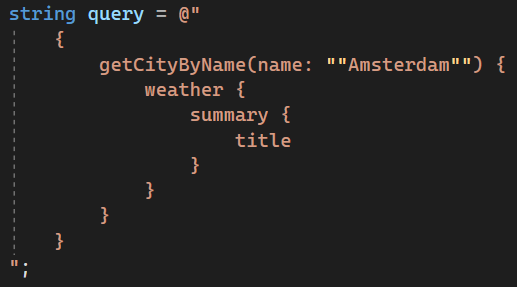 string query = @"
    {
        getCityByName(name: ""Amsterdam"") {
            weather {
                summary {
                    title
                }
            }
        }
    }
";